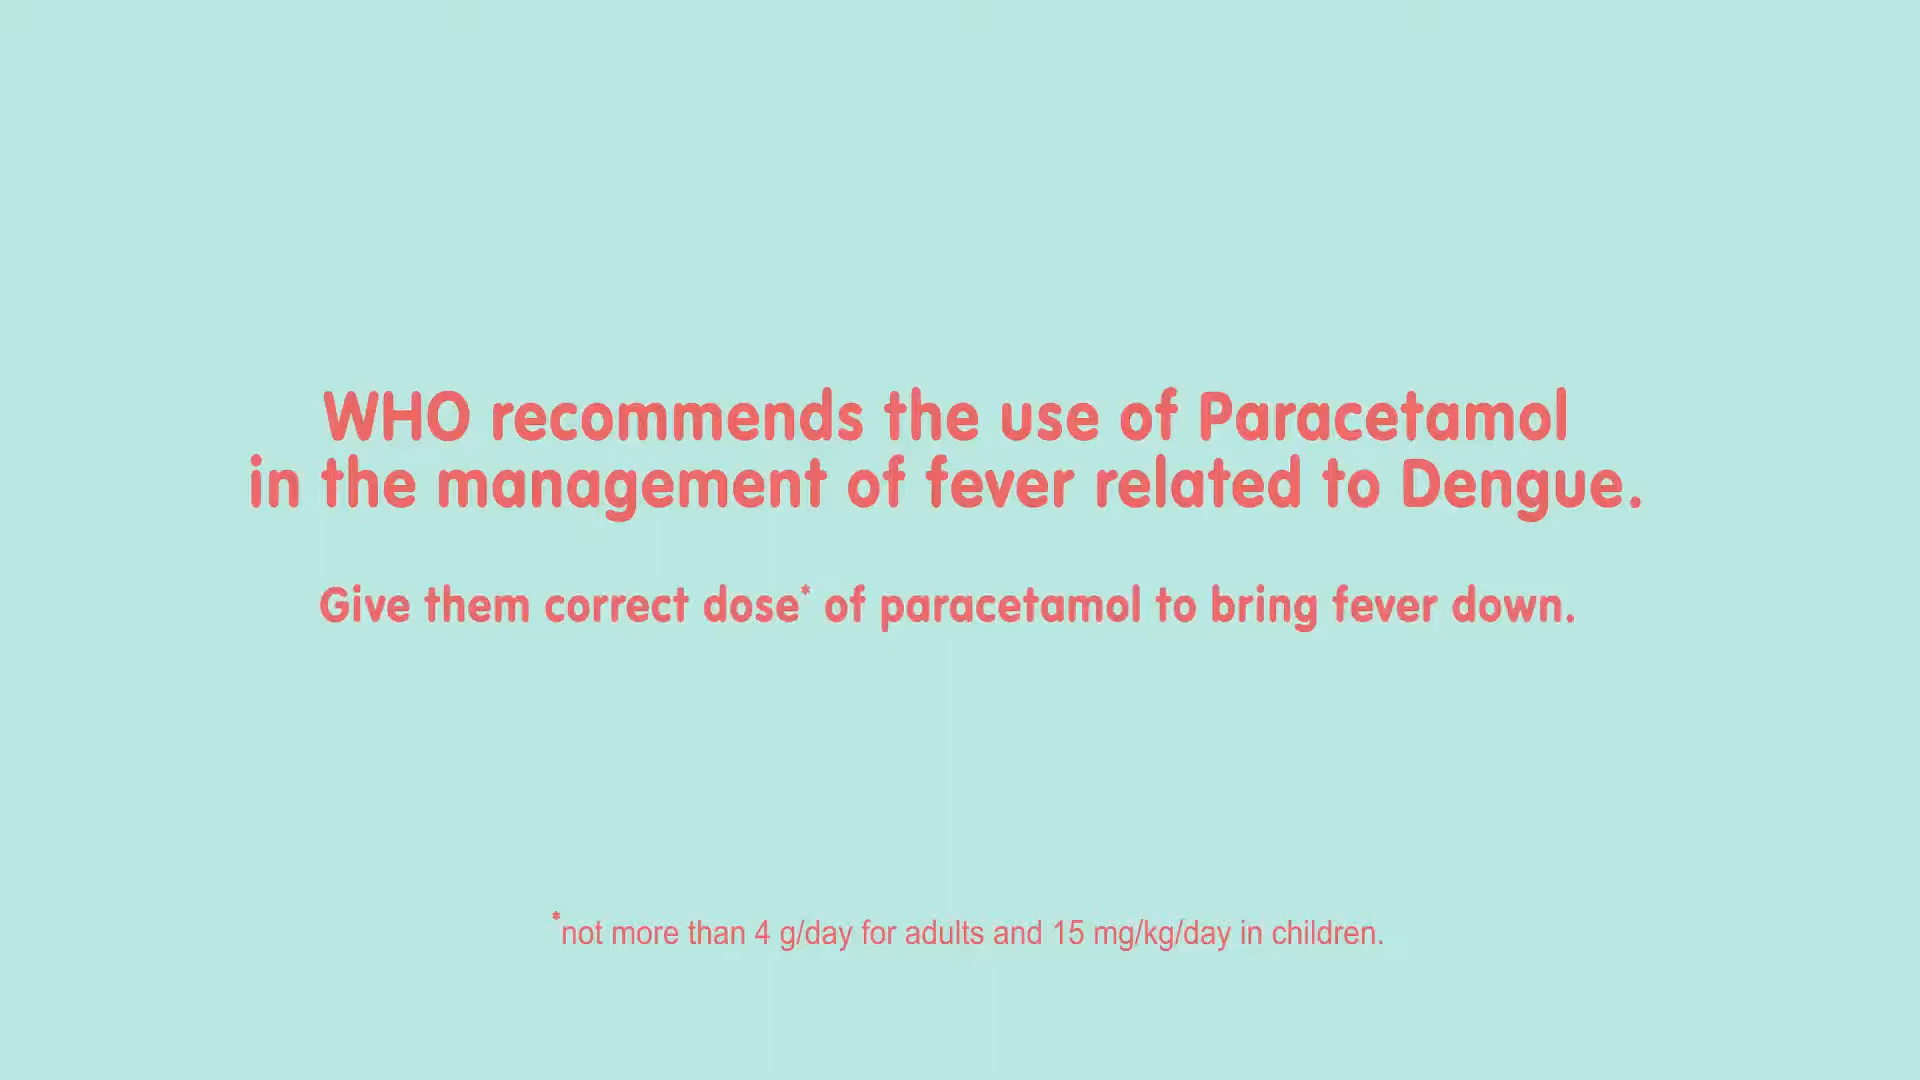 WHO recommends the use of Paracetamol
in the management of fever related to Dengue.
Give them correct dose* of paracetamol to bring fever down.
*not more than 4 g/day for adults and 15 mg/kg/day in children.